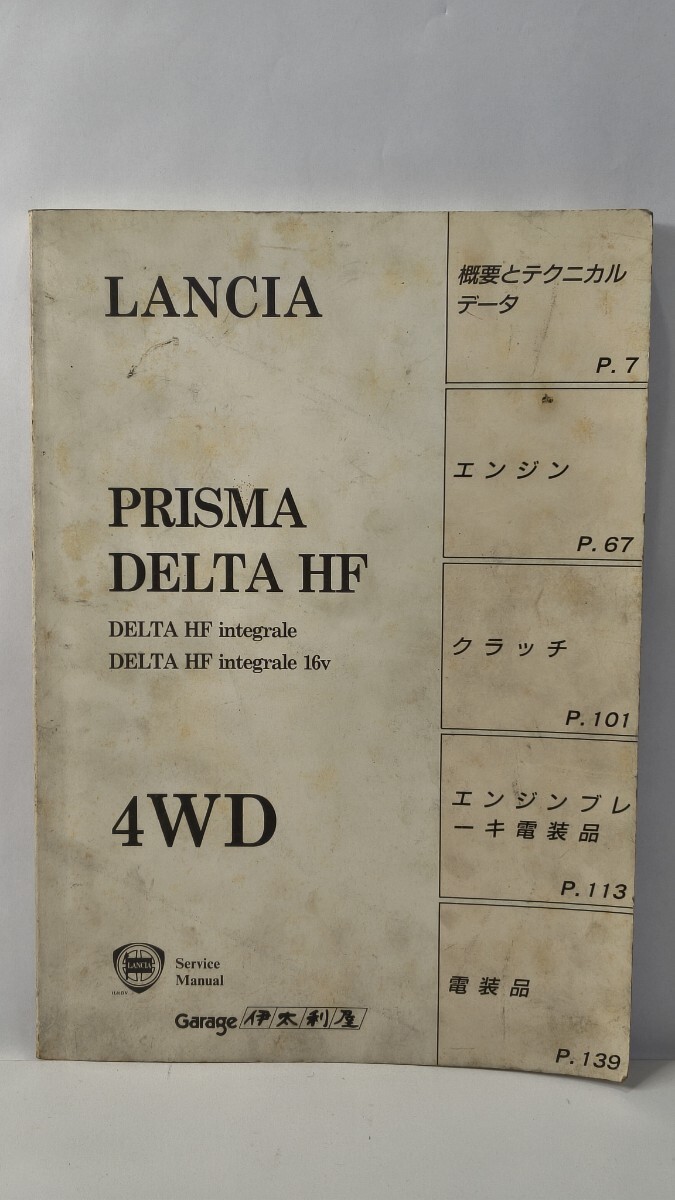 LANCIA
PRISMA
DELTA HF
DELTA HF integrale
DELTA HF integrale 16v
4WD
LANCIA
Service
Manual
Garage 伊太利屋
概要とテクニカル
データ
P. 7
エンジン
P. 67
クラッチ
P. 101
エンジンブレ
ーキ電装品
P. 113
電装品
P. 139